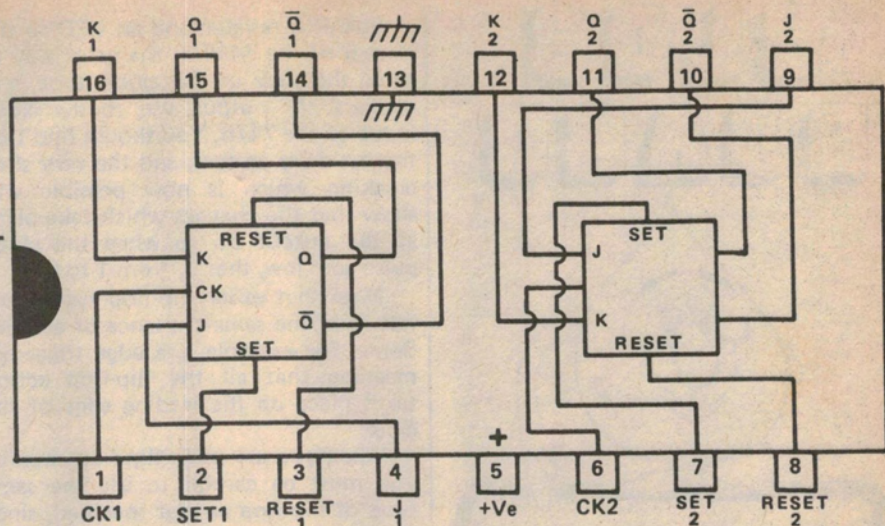 K Q Q̅ K Q Q̅ J
1 1 1 2 2 2 2
16 15 14 13 12 11 10 9
RESET SET
K Q J
CK
J Q̅ K
SET RESET
+
1 2 3 4 5 6 7 8
CK1 SET1 RESET J +Ve CK2 SET RESET
1 1 2 2